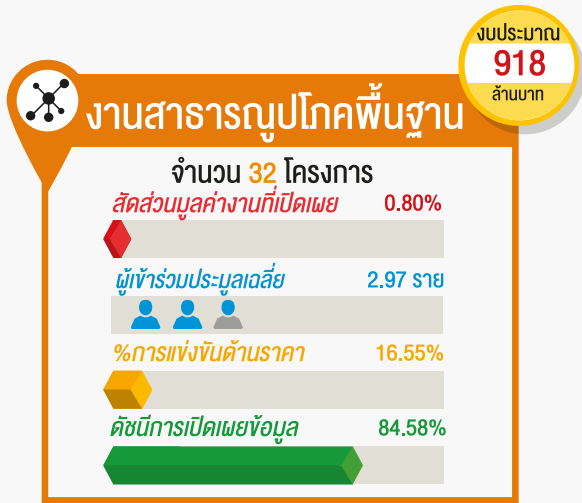 งบประมาณ
918
ล้านบาท
งานสาธารณูปโภคพื้นฐาน
จำนวน 32 โครงการ
สัดส่วนมูลค่างานที่เปิดเผย 0.80%
ผู้เข้าร่วมประมูลเฉลี่ย 2.97 ราย
%การแข่งขันด้านราคา 16.55%
ดัชนีการเปิดเผยข้อมูล 84.58%